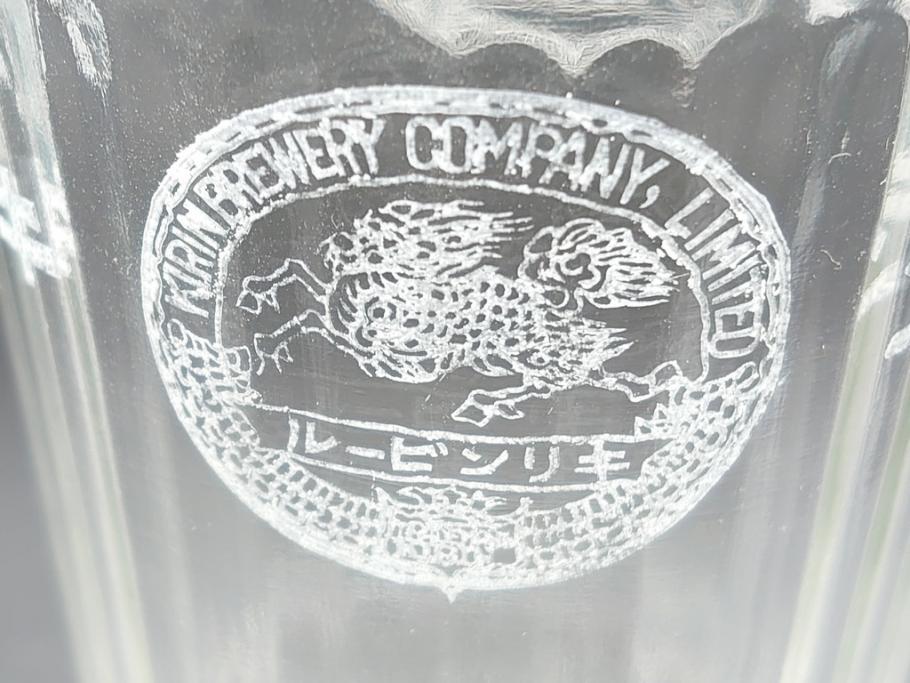 KIRIN BREWERY COMPANY, LIMITED
キリンビール